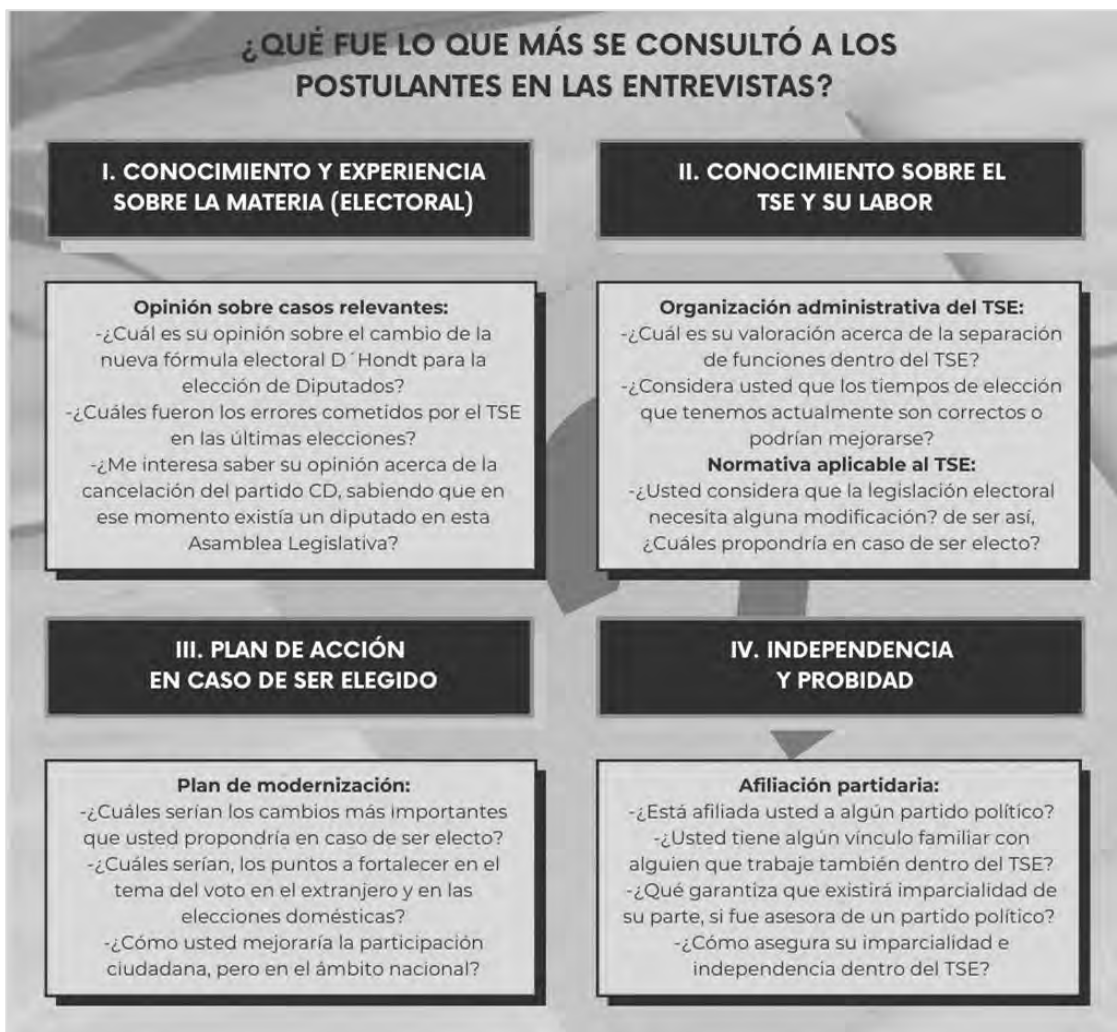 ¿QUÉ FUE LO QUE MÁS SE CONSULTÓ A LOS
POSTULANTES EN LAS ENTREVISTAS?
I. CONOCIMIENTO Y EXPERIENCIA
SOBRE LA MATERIA (ELECTORAL)
Opinión sobre casos relevantes:
-¿Cuál es su opinión sobre el cambio de la
nueva fórmula electoral D´Hondt para la
elección de Diputados?
-¿Cuáles fueron los errores cometidos por el TSE
en las últimas elecciones?
-¿Me interesa saber su opinión acerca de la
cancelación del partido CD, sabiendo que en
ese momento existía un diputado en esta
Asamblea Legislativa?
II. CONOCIMIENTO SOBRE EL
TSE Y SU LABOR
Organización administrativa del TSE:
-¿Cuál es su valoración acerca de la separación
de funciones dentro del TSE?
-¿Considera usted que los tiempos de elección
que tenemos actualmente son correctos o
podrían mejorarse?
Normativa aplicable al TSE:
-¿Usted considera que la legislación electoral
necesita alguna modificación? de ser así,
¿Cuáles propondría en caso de ser electo?
III. PLAN DE ACCIÓN
EN CASO DE SER ELEGIDO
Plan de modernización:
-¿Cuáles serían los cambios más importantes
que usted propondría en caso de ser electo?
-¿Cuáles serían, los puntos a fortalecer en el
tema del voto en el extranjero y en las
elecciones domésticas?
-¿Cómo usted mejoraría la participación
ciudadana, pero en el ámbito nacional?
IV. INDEPENDENCIA
Y PROBIDAD
Afiliación partidaria:
-¿Está afiliada usted a algún partido político?
-¿Usted tiene algún vínculo familiar con
alguien que trabaje también dentro del TSE?
-¿Qué garantiza que existirá imparcialidad de
su parte, si fue asesora de un partido político?
-¿Cómo asegura su imparcialidad e
independencia dentro del TSE?